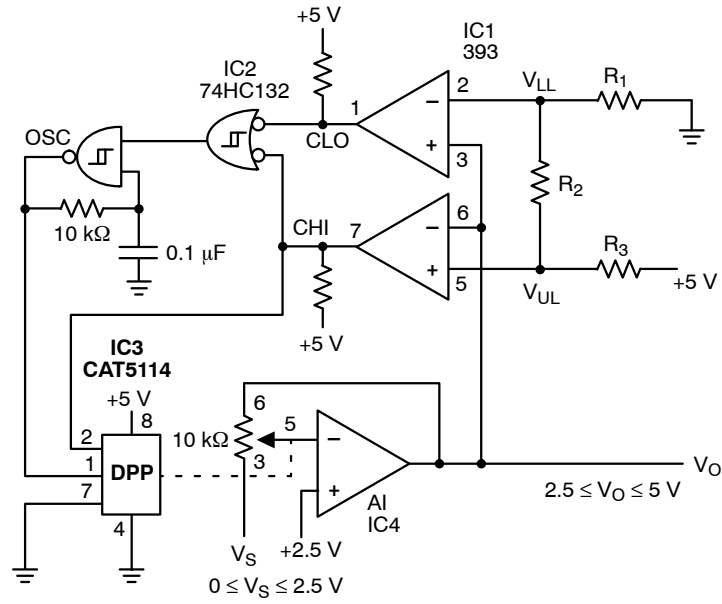 +5 V
IC1
393
IC2
74HC132
OSC
1
CLO
2
−
+
3
V_LL
R_1
R_2
10 kΩ
0.1 μF
CHI
7
6
−
+
5
R_3
V_UL
+5 V
+5 V
IC3
CAT5114
+5 V
8
2
1
DPP
7
4
6
10 kΩ
5
3
−
+
AI
IC4
V_O
2.5 ≤ V_O ≤ 5 V
V_S
+2.5 V
0 ≤ V_S ≤ 2.5 V